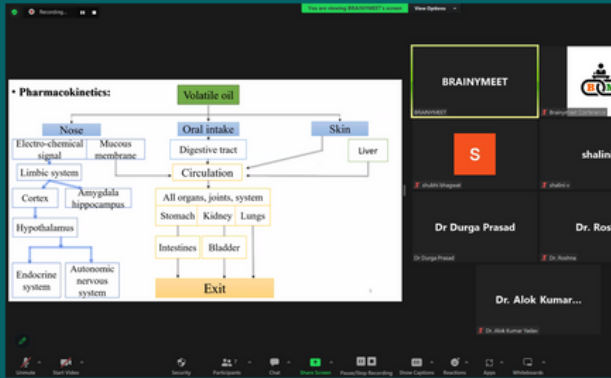 Recording...
You are viewing BRAINYMEET's screen
View Options
• Pharmacokinetics:
Volatile oil
Nose
Oral intake
Skin
Electro-chemical
signal
Mucous
membrane
Digestive tract
Liver
Limbic system
Circulation
Cortex
Amygdala
hippocampus
All organs, joints, system
Stomach
Kidney
Lungs
Hypothalamus
Intestines
Bladder
Endocrine
system
Autonomic
nervous
system
Exit
BRAINYMEET
BRAINYMEET
S
shubhi bhagwat
shalini
shalini v
Dr Durga Prasad
Dr Durga Prasad
Dr. Ros
Dr. Roshna
Dr. Alok Kumar...
Dr. Alok Kumar Yadav
Unmute
Start Video
Security
Participants
7
Chat
Share Screen
Pause/Stop Recording
Show Captions
Reactions
Apps
Whiteboards